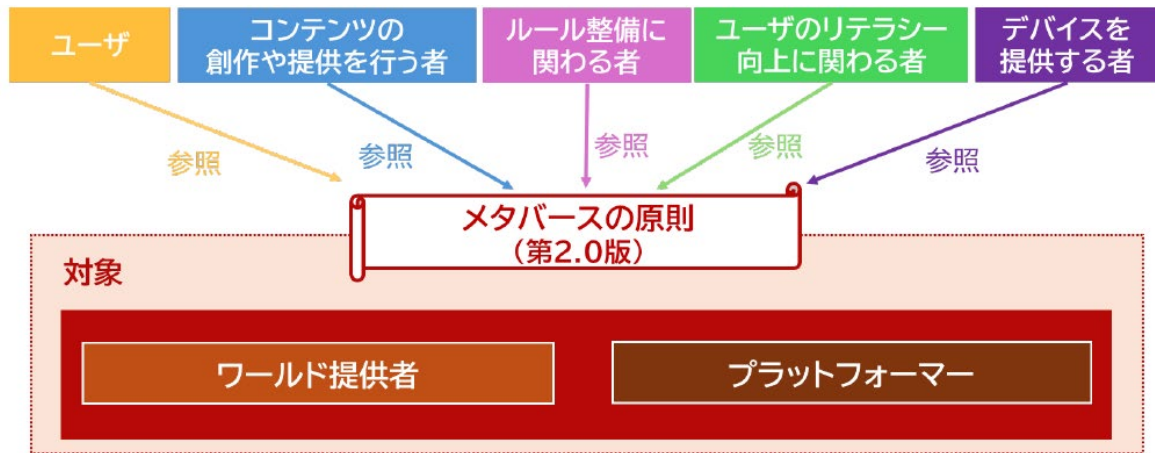 ユーザ
コンテンツの
創作や提供を行う者
ルール整備に
関わる者
ユーザのリテラシー
向上に関わる者
デバイスを
提供する者
参照
参照
参照
参照
参照
メタバースの原則
（第2.0版）
対象
ワールド提供者
プラットフォーマー